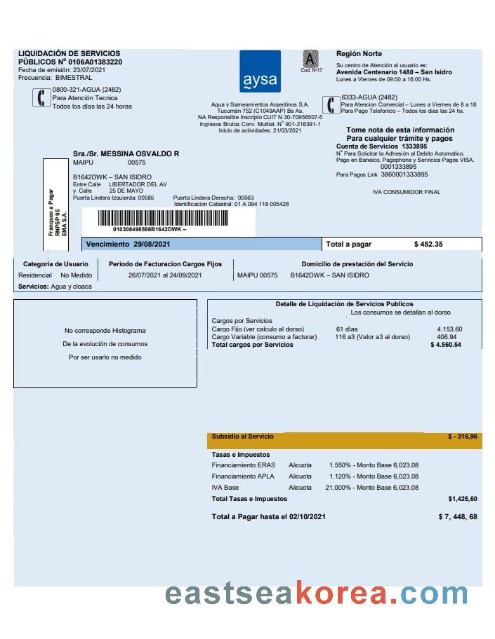 LIQUIDACIÓN DE SERVICIOS
PÚBLICOS Nº 0106A01383220
Fecha de emisión: 23/07/2021
Frecuencia: BIMESTRAL
0800-321-AGUA (2482)
Para Atención Tecnica
Todos los días las 24 horas
aysa
Agua y Saneamientos Argentinos S.A.
Tucumán 752 (C1049AAP) Bs As.
NA Responsible Inscripto CUIT N 30-70956507-5
Ingresos Brutos Conv. Multilat. Nº 901-218391-1
Inicio de actividades: 21/03/2021
A
Cod. N=17
Región Norte
Su centro de Atención al usuario es:
Avenida Centenario 1480 – San Isidro
Lunes a Viernes de 09:00 a 16:00 Hs.
6333-AGUA (2482)
Para Atencion Comercial – Lunes a Viernes de 8 a 18
Para Pago Telefonico – Todos los días las 24 hs.
Tome nota de esta información
Para cualquier trámite y pagos
Cuenta de Servicios 1333895
N° Para Solicitar la Adhesión al Debito Automatico.
Pago en Banelco, Pagophone y Servicios Pagos VISA.
0001333895
Para Pagos Link 3860001333895
IVA CONSUMIDOR FINAL
Franqueo a Pagar
RNPSP 95
EMA S.A.
Sra./Sr. MESSINA OSVALDO R
MAIPU 00575
B1642DWK – SAN ISIDRO
Entre Calle LIBERTADOR DEL AV
y Calle 25 DE MAYO
Puerta Lindera Izquierda: 00585 Puerta Lindera Derecha: 00563
Identificacion Catastral: 01 A 094 118 005428
0103084985B6B1642DWK –
Vencimiento 29/08/2021 Total a pagar $ 452.35
Categoria de Usuario Periodo de Facturacion Cargos Fijos Domicilio de prestación del Servicio
Residencial No Medido 26/07/2021 al 24/09/2021 MAIPU 00575 B1642DWK – SAN ISIDRO
Servicios: Agua y cloaca
No corresponde Histograma
De la evolución de consumos
Por ser usuario no medido
Detalle de Liquidación de Servicios Publicos
Los consumos se detallan al dorso
Cargos por Servicios
Cargo Fijo (ver calculo al dorso) 61 días 4.153.60
Cargo Variable (consumo a facturar) 116 a3 (Valor a3 al dorso) 406.94
Total cargos por Servicios $ 4.560.54
Subsidio al Servicio $ - 316,96
Tasas e Impuestos
Financiamiento ERAS Alicuota 1.550% - Monto Base 6,023.08
Financiamiento APLA Alicuota 1.120% - Monto Base 6,023.08
IVA Base Alicuota 21,000% - Monto Base 6,023.08
Total Tasas e Impuestos $1,425,60
Total a Pagar hasta el 02/10/2021 $ 7, 448, 68
eastseakorea.com